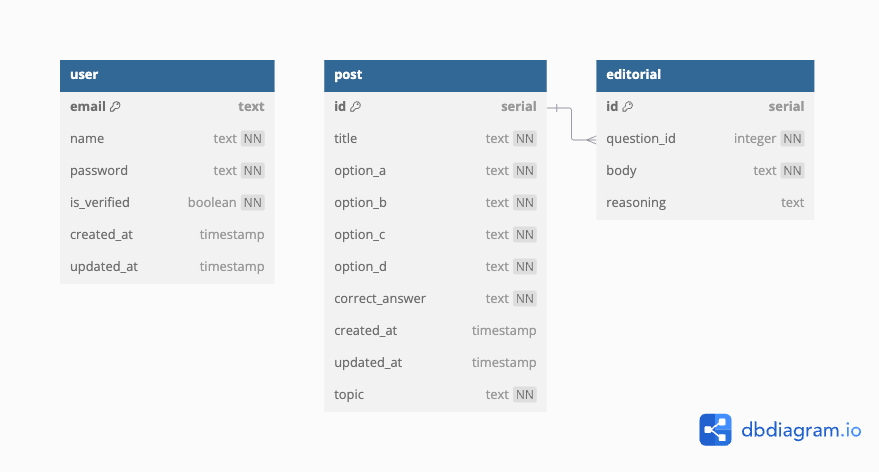 user
email text
name text NN
password text NN
is_verified boolean NN
created_at timestamp
updated_at timestamp
post
id serial
title text NN
option_a text NN
option_b text NN
option_c text NN
option_d text NN
correct_answer text NN
created_at timestamp
updated_at timestamp
topic text NN
editorial
id serial
question_id integer NN
body text NN
reasoning text
dbdiagram.io